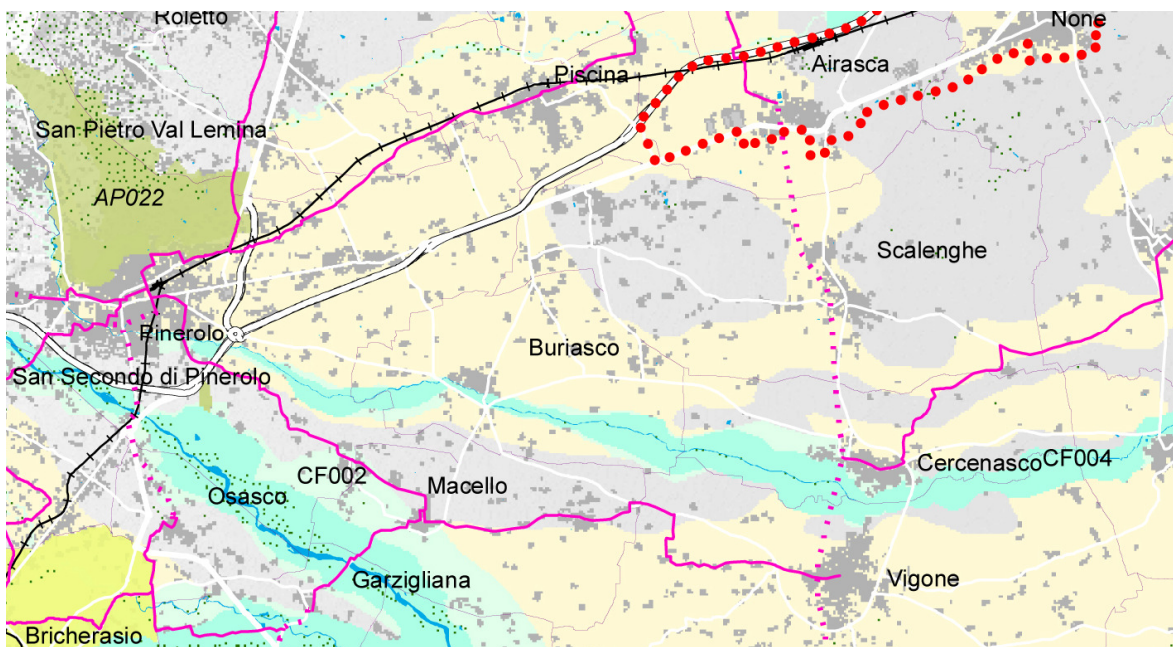 Roletto
None
Airasca
Piscina
San Pietro Val Lemina
AP022
Scalenghe
Pinerolo
Buriasco
San Secondo di Pinerolo
Cercenasco
CF004
CF002
Macello
Osasco
Garzigliana
Vigone
Bricherasio